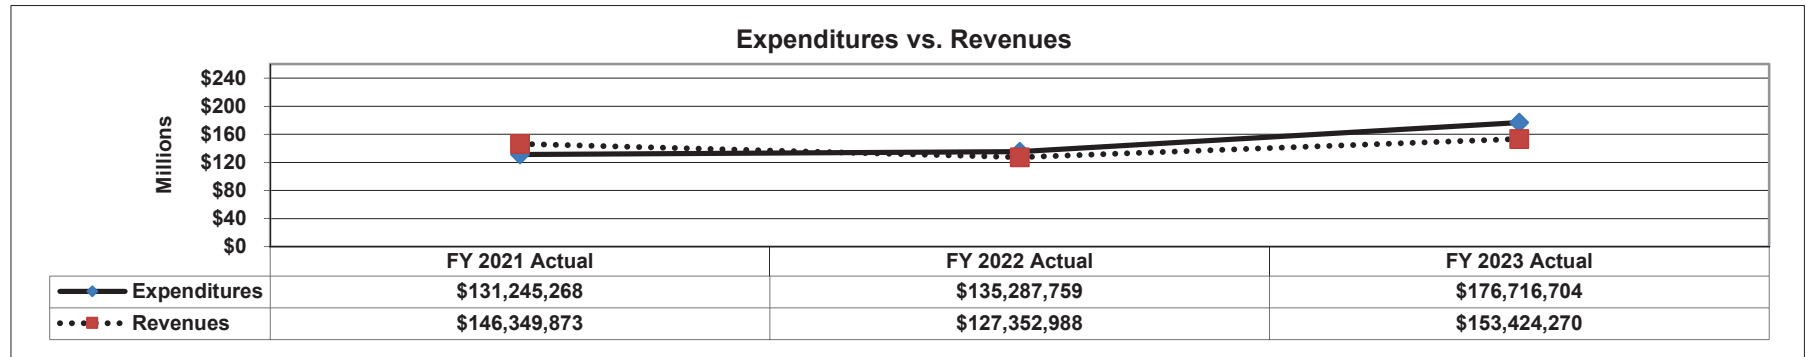 Expenditures vs. Revenues
Millions
$240
$200
$160
$120
$80
$40
$0
FY 2021 Actual FY 2022 Actual FY 2023 Actual
Expenditures $131,245,268 $135,287,759 $176,716,704
Revenues $146,349,873 $127,352,988 $153,424,270